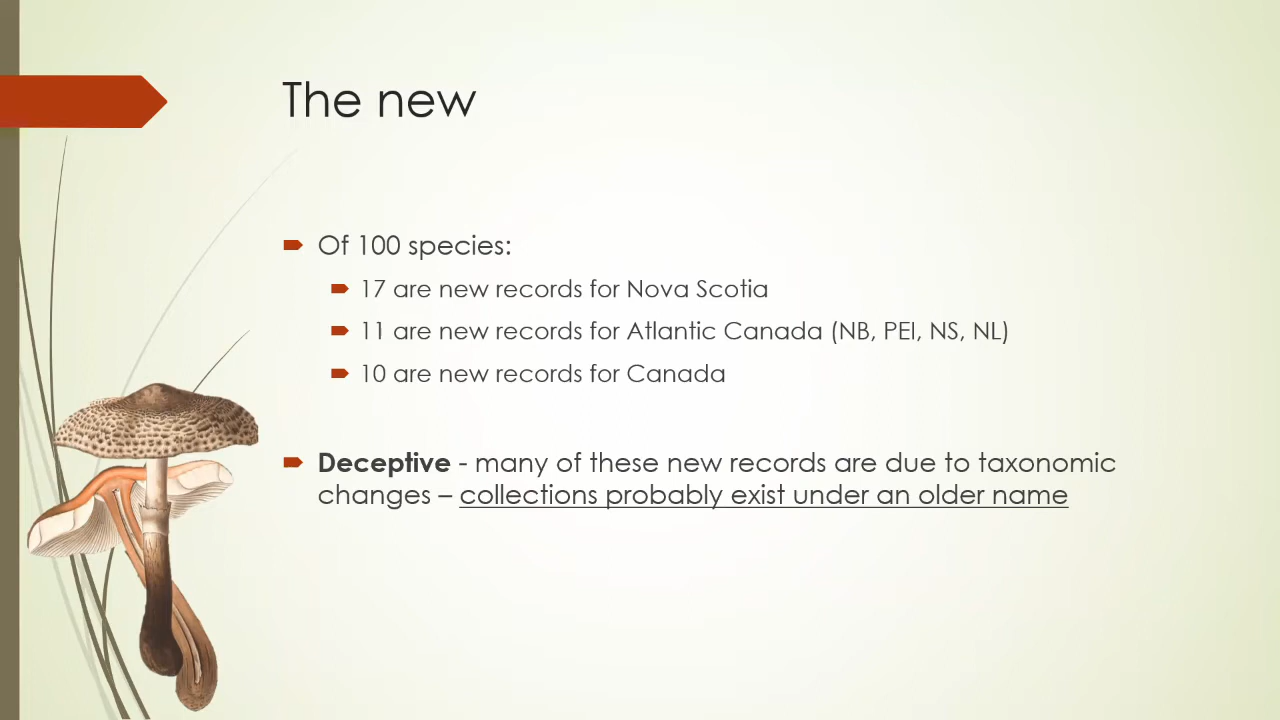 The new
Of 100 species:
17 are new records for Nova Scotia
11 are new records for Atlantic Canada (NB, PEI, NS, NL)
10 are new records for Canada
Deceptive - many of these new records are due to taxonomic
changes – collections probably exist under an older name